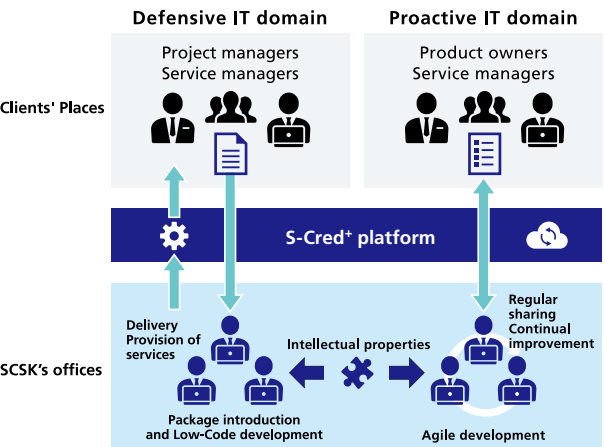 Defensive IT domain
Proactive IT domain
Project managers
Service managers
Product owners
Service managers
Clients' Places
S-Cred+ platform
Delivery
Provision of
services
Regular
sharing
Continual
improvement
Intellectual properties
SCSK's offices
Package introduction
and Low-Code development
Agile development